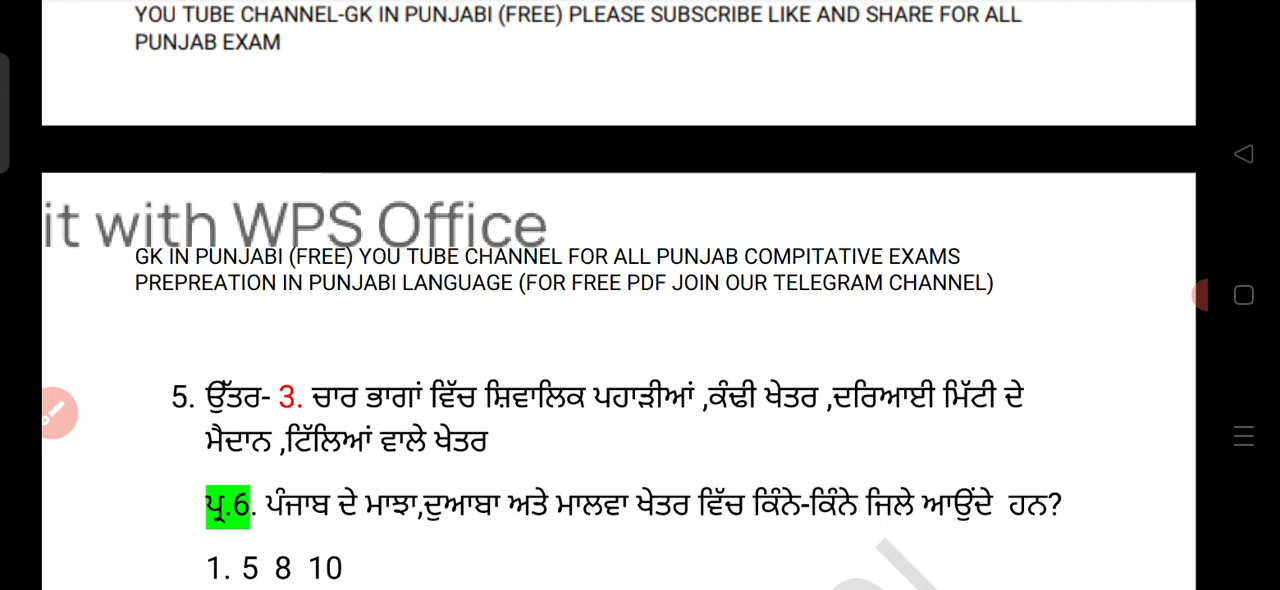 YOU TUBE CHANNEL-GK IN PUNJABI (FREE) PLEASE SUBSCRIBE LIKE AND SHARE FOR ALL
PUNJAB EXAM
it with WPS Office
GK IN PUNJABI (FREE) YOU TUBE CHANNEL FOR ALL PUNJAB COMPITATIVE EXAMS
PREPREATION IN PUNJABI LANGUAGE (FOR FREE PDF JOIN OUR TELEGRAM CHANNEL)
5. ਉੱਤਰ- 3. ਚਾਰ ਭਾਗਾਂ ਵਿੱਚ ਸ਼ਿਵਾਲਿਕ ਪਹਾੜੀਆਂ ,ਕੰਢੀ ਖੇਤਰ ,ਦਰਿਆਈ ਮਿੱਟੀ ਦੇ
ਮੈਦਾਨ ,ਟਿੱਲਿਆਂ ਵਾਲੇ ਖੇਤਰ
ਪ੍ਰ.6. ਪੰਜਾਬ ਦੇ ਮਾਝਾ,ਦੁਆਬਾ ਅਤੇ ਮਾਲਵਾ ਖੇਤਰ ਵਿੱਚ ਕਿੰਨੇ-ਕਿੰਨੇ ਜਿਲੇ ਆਉਂਦੇ ਹਨ?
1. 5 8 10